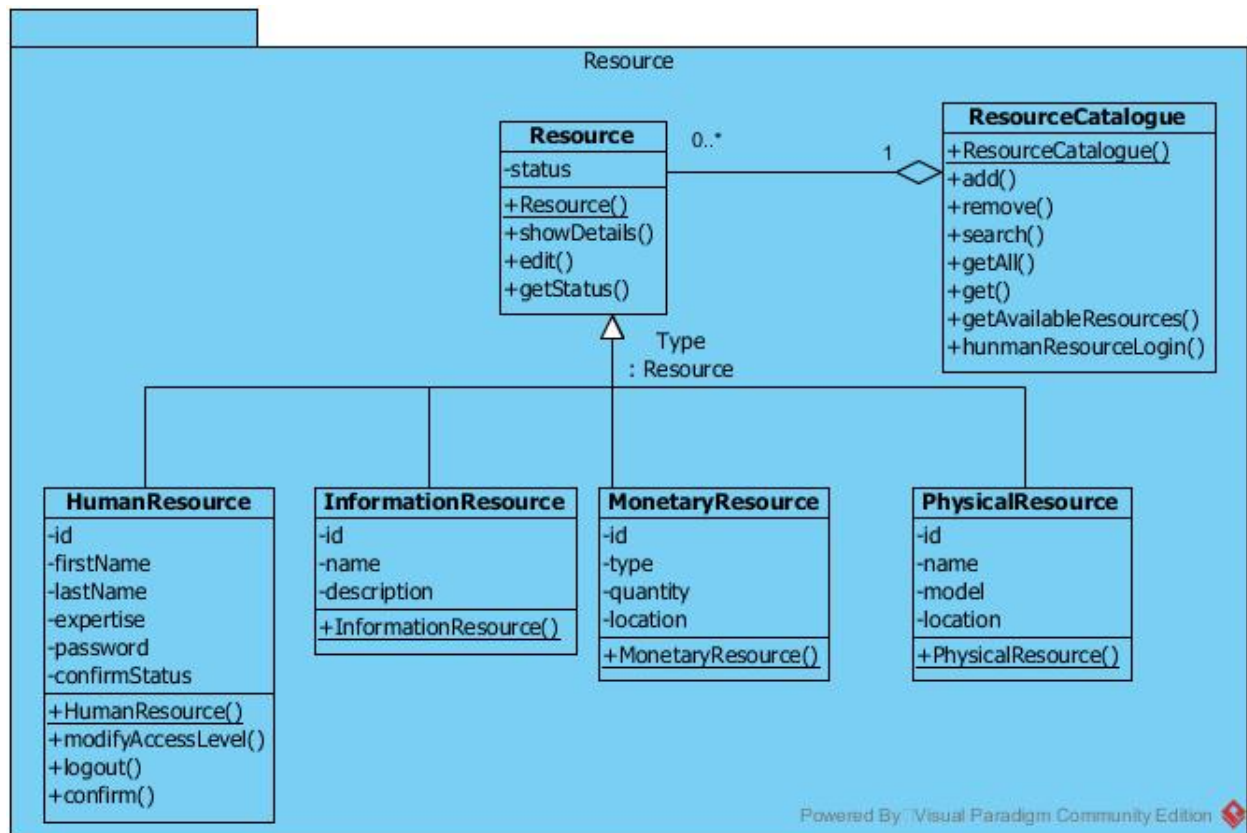 Resource
Resource
-status
+Resource()
+showDetails()
+edit()
+getStatus()
0..*
1
ResourceCatalogue
+ResourceCatalogue()
+add()
+remove()
+search()
+getAll()
+get()
+getAvailableResources()
+hunmanResourceLogin()
Type
: Resource
HumanResource
-id
-firstName
-lastName
-expertise
-password
-confirmStatus
+HumanResource()
+modifyAccessLevel()
+logout()
+confirm()
InformationResource
-id
-name
-description
+InformationResource()
MonetaryResource
-id
-type
-quantity
-location
+MonetaryResource()
PhysicalResource
-id
-name
-model
-location
+PhysicalResource()
Powered By Visual Paradigm Community Edition